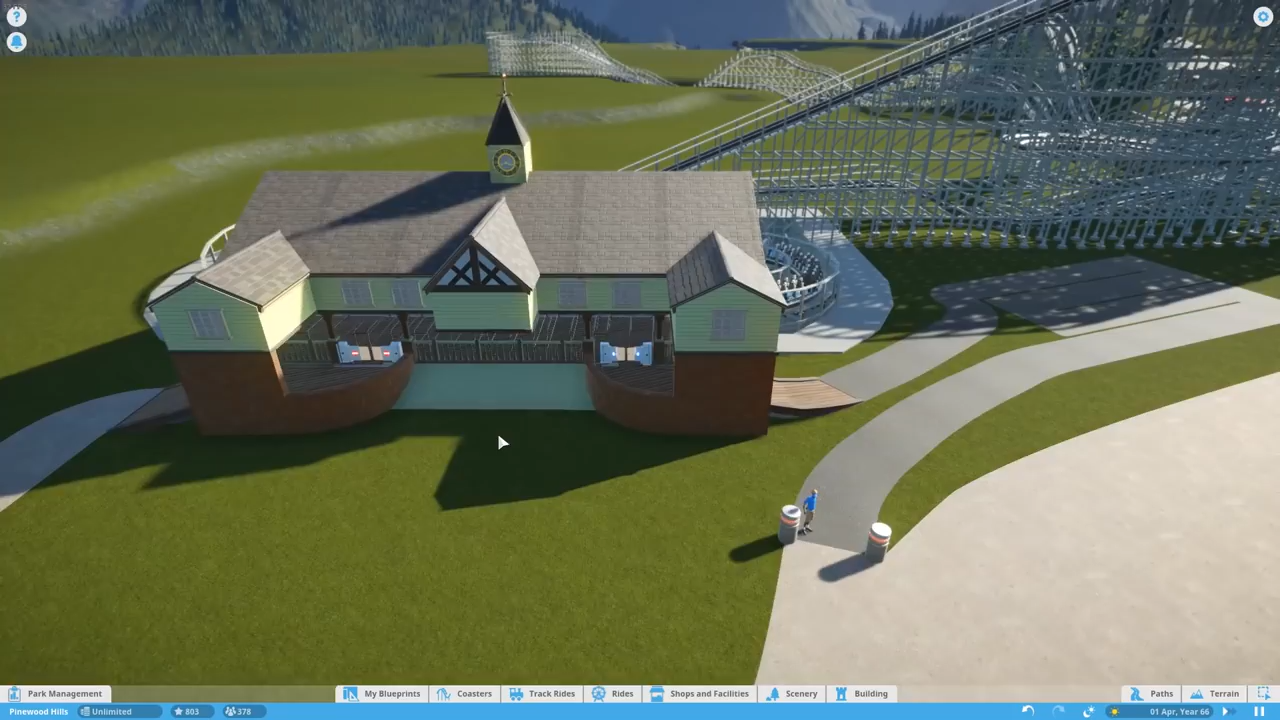 ?
Park Management
My Blueprints
Coasters
Track Rides
Rides
Shops and Facilities
Scenery
Building
Paths
Terrain
Pinewood Hills
Unlimited
803
378
01 Apr, Year 66